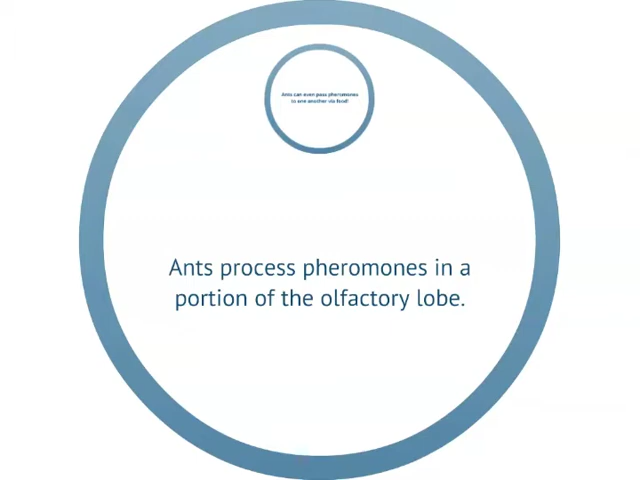 Ants can even pass pheromones
to one another via food!
Ants process pheromones in a
portion of the olfactory lobe.